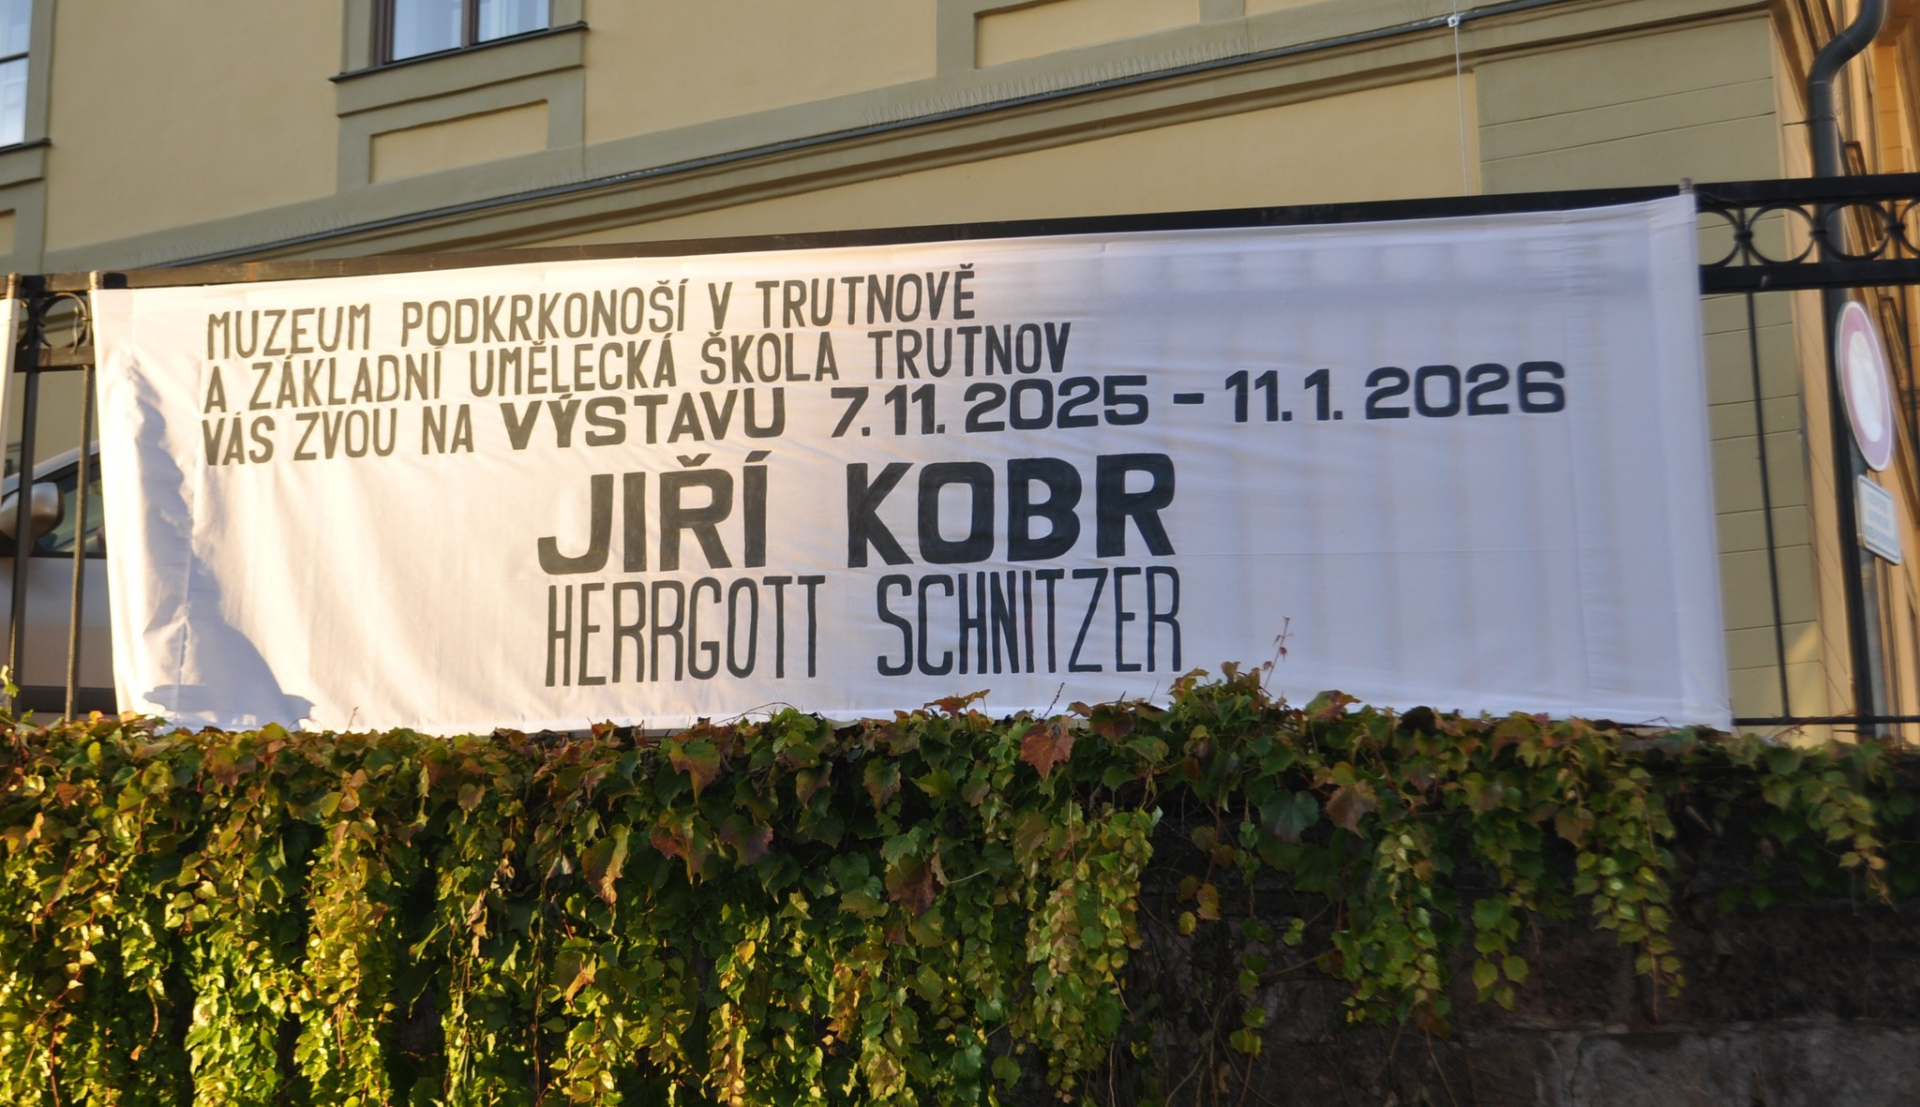 MUZEUM PODKRKONOŠÍ V TRUTNOVĚ
A ZÁKLADNÍ UMĚLECKÁ ŠKOLA TRUTNOV
VÁS ZVOU NA VÝSTAVU 7.11.2025 - 11.1.2026
JIŘÍ KOBR
HERRGOTT SCHNITZER